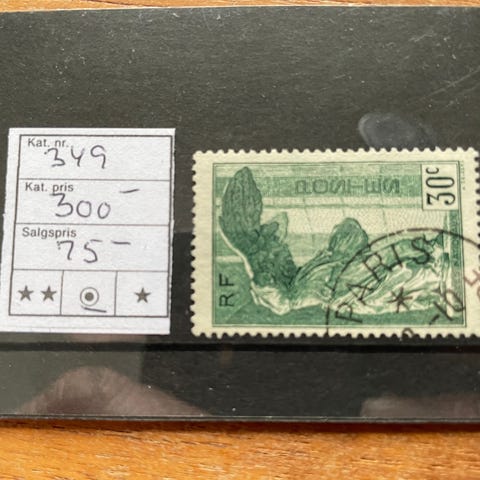 Kat. nr.
349
Kat. pris
300-
Salgspris
75-
30c
RF
PARIS